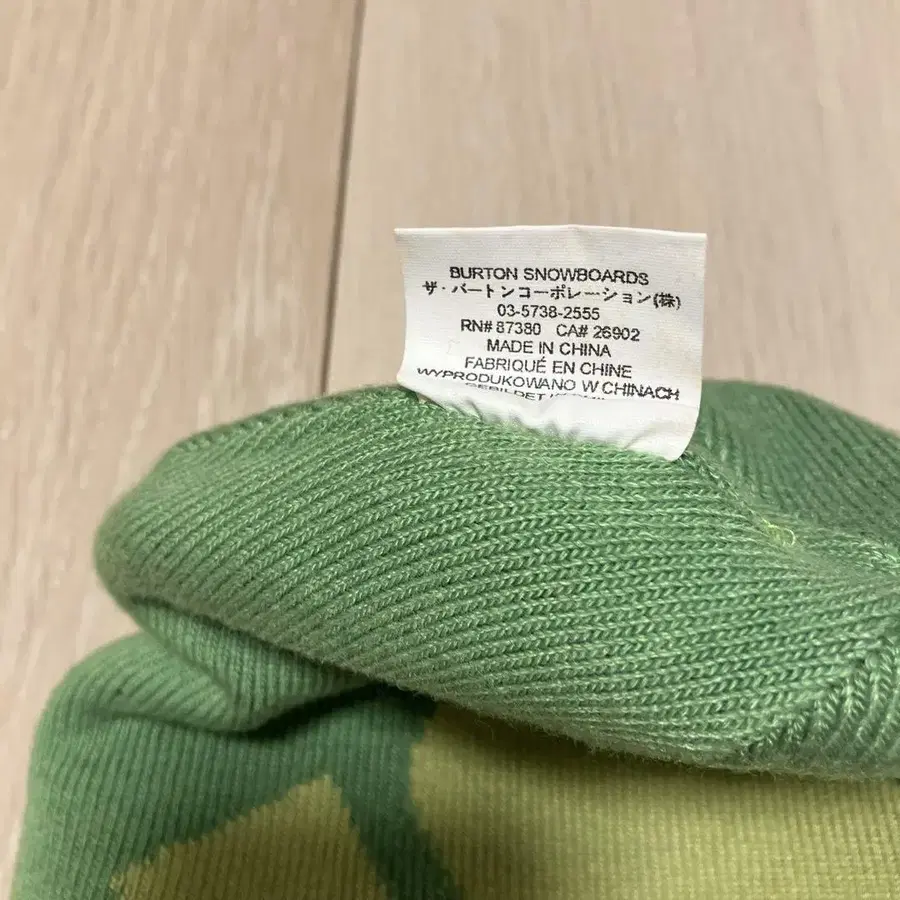 BURTON SNOWBOARDS
ザ・バートンコーポレーション(株)
03-5738-2555
RN# 87380 CA# 26902
MADE IN CHINA
FABRIQUÉ EN CHINE
WYPRODUKOWANO W CHINACH
GEBILDET